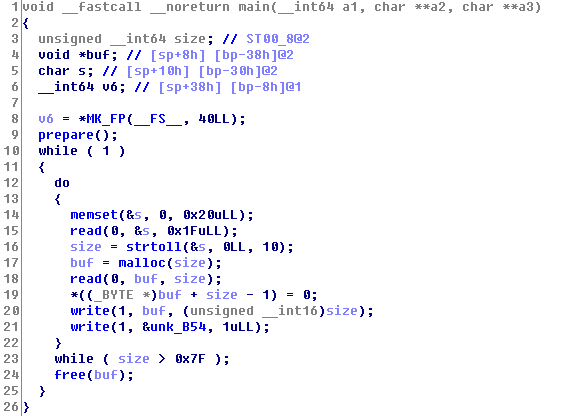 1 void __fastcall __noreturn main(__int64 a1, char **a2, char **a3)
2 {
3 unsigned __int64 size; // ST00_8@2
4 void *buf; // [sp+8h] [bp-38h]@2
5 char s; // [sp+10h] [bp-30h]@2
6 __int64 v6; // [sp+38h] [bp-8h]@1
7
8 v6 = *MK_FP(__FS__, 40LL);
9 prepare();
10 while ( 1 )
11 {
12 do
13 {
14 memset(&s, 0, 0x20uLL);
15 read(0, &s, 0x1FuLL);
16 size = strtoll(&s, 0LL, 10);
17 buf = malloc(size);
18 read(0, buf, size);
19 *((_BYTE *)buf + size - 1) = 0;
20 write(1, buf, (unsigned __int16)size);
21 write(1, &unk_B54, 1uLL);
22 }
23 while ( size > 0x7F );
24 free(buf);
25 }
26 }